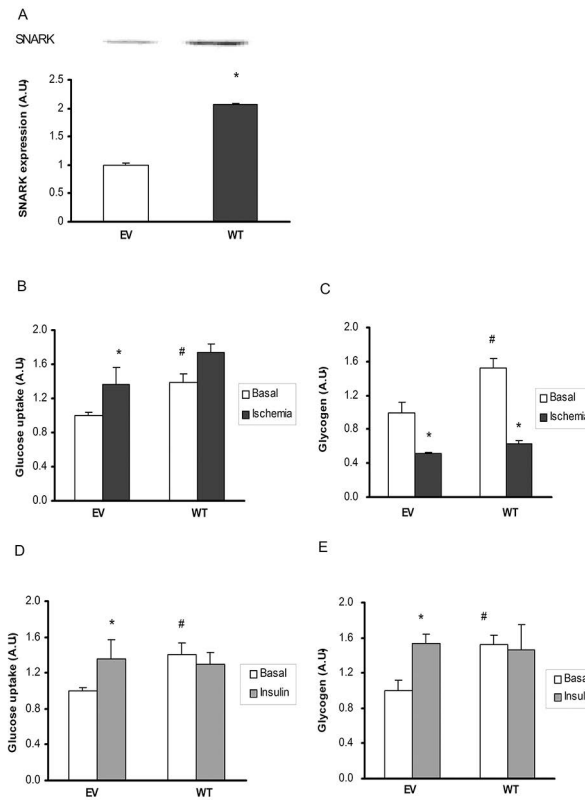 A
SNARK
SNARK expression (A.U.)
2.5
*
2
1.5
1
0.5
0
EV WT
B
Glucose uptake (A.U.)
2.0
1.6
1.2
0.8
0.4
0.0
* #
Basal
Ischemia
EV WT
C
Glycogen (A.U.)
2.0
1.6
1.2
0.8
0.4
0.0
#
* *
Basal
Ischemia
EV WT
D
Glucose uptake (A.U.)
2.0
1.6
1.2
0.8
0.4
0.0
* #
Basal
Insulin
EV WT
E
Glycogen (A.U.)
2.0
1.6
1.2
0.8
0.4
0.0
* #
Basal
Insulin
EV WT